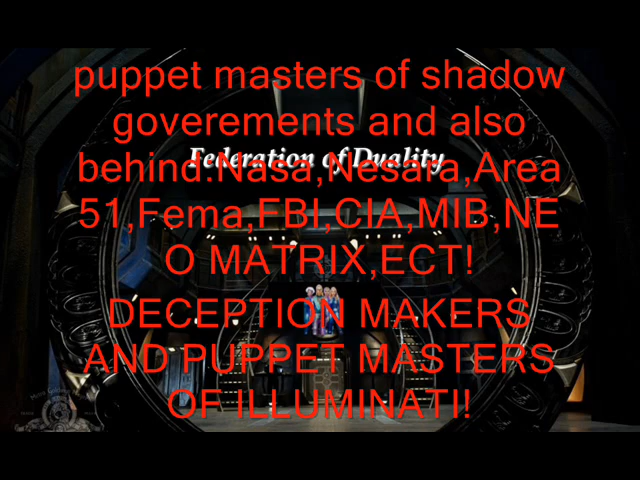 puppet masters of shadow
goverements and also
Federation of Duality
behind:Nasa,Nesara,Area
51,Fema,FBI,CIA,MIB,NE
O MATRIX,ECT!
DECEPTION MAKERS
AND PUPPET MASTERS
OF ILLUMINATI!